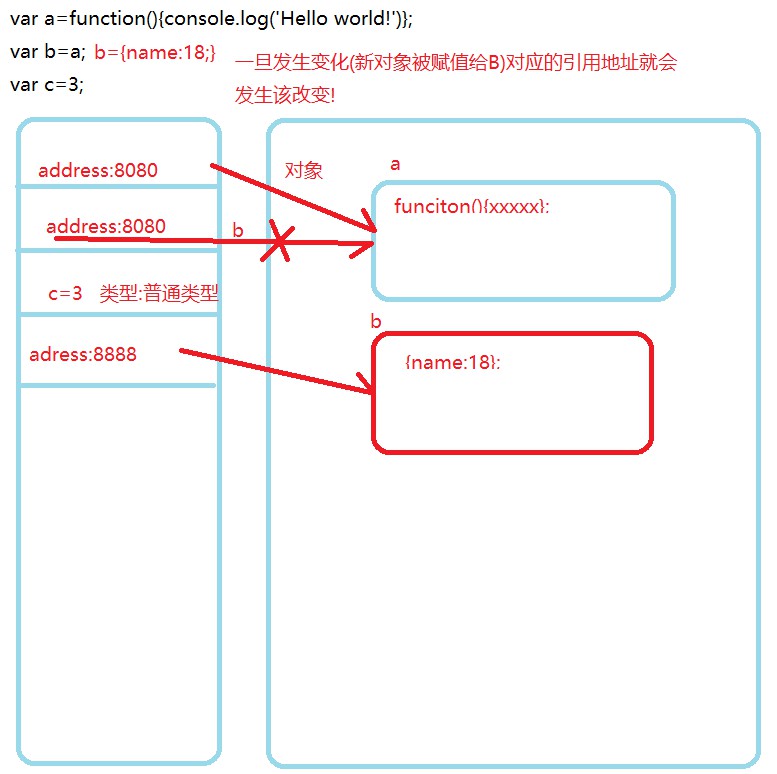 var a=function(){console.log('Hello world!')};
var b=a; b={name:18;}
一旦发生变化(新对象被赋值给B)对应的引用地址就会
发生该改变!
var c=3;
address:8080
对象
a
funciton(){xxxxx}:
address:8080
b
c=3 类型:普通类型
b
adress:8888
{name:18}: